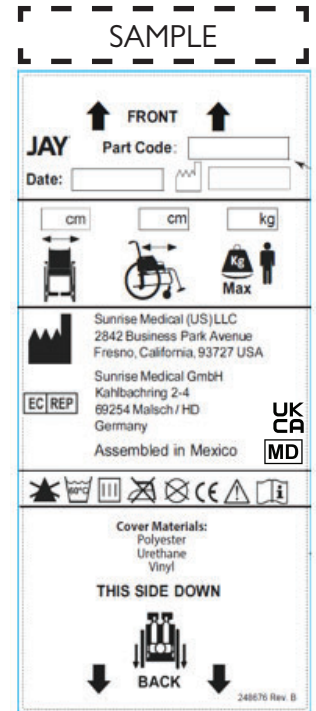 SAMPLE
FRONT
JAY Part Code:
Date:
cm cm kg
Kg
Max
Sunrise Medical (US)LLC
2842 Business Park Avenue
Fresno, California, 93727 USA
Sunrise Medical GmbH
Kahlbachring 2-4
69254 Malsch / HD
Germany
EC REP
UK
CA
Assembled in Mexico
MD
60°C CE i
Cover Materials:
Polyester
Urethane
Vinyl
THIS SIDE DOWN
BACK
248676 Rev. B